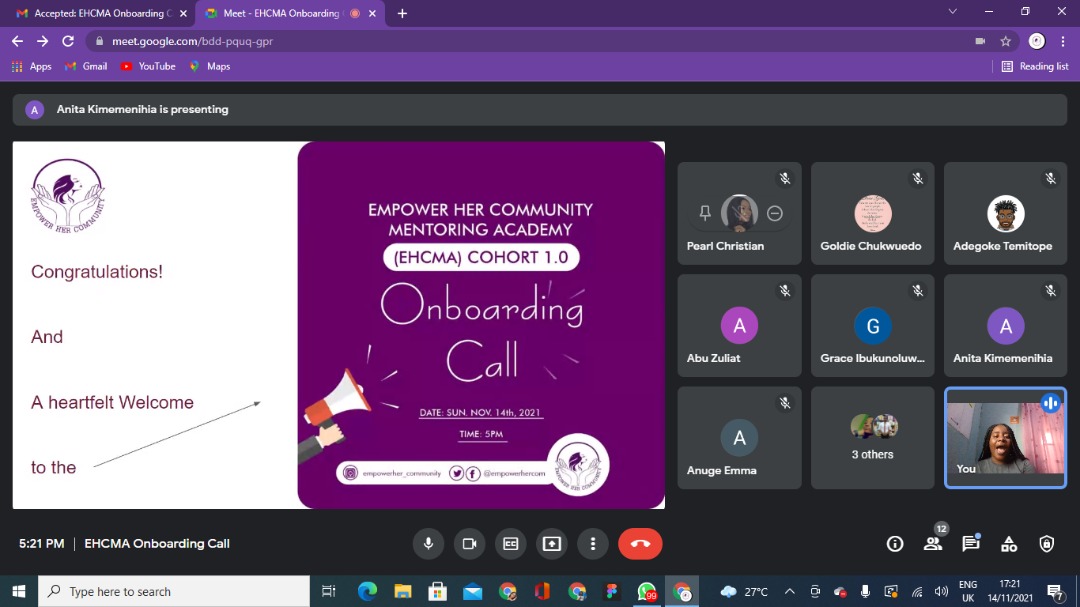 Accepted: EHCMA Onboarding C
Meet - EHCMA Onboarding
meet.google.com/bdd-pquq-gpr
Apps
Gmail
YouTube
Maps
Reading list
A
Anita Kimemenihia is presenting
EMPOWER HER COMMUNITY
Congratulations!
And
A heartfelt Welcome
to the
EMPOWER HER COMMUNITY
MENTORING ACADEMY
(EHCMA) COHORT 1.0
Onboarding
Call
DATE: SUN. NOV. 14th, 2021
TIME: 5PM
empowerher_community
@empowerhercom
EMPOWER HER COMMUNITY
Pearl Christian
Goldie Chukwuedo
Adegoke Temitope
A
Abu Zuliat
G
Grace Ibukunoluw...
A
Anita Kimemenihia
A
Anuge Emma
3 others
You
5:21 PM | EHCMA Onboarding Call
CC
12
Type here to search
99
27°C
ENG
UK
17:21
14/11/2021
7